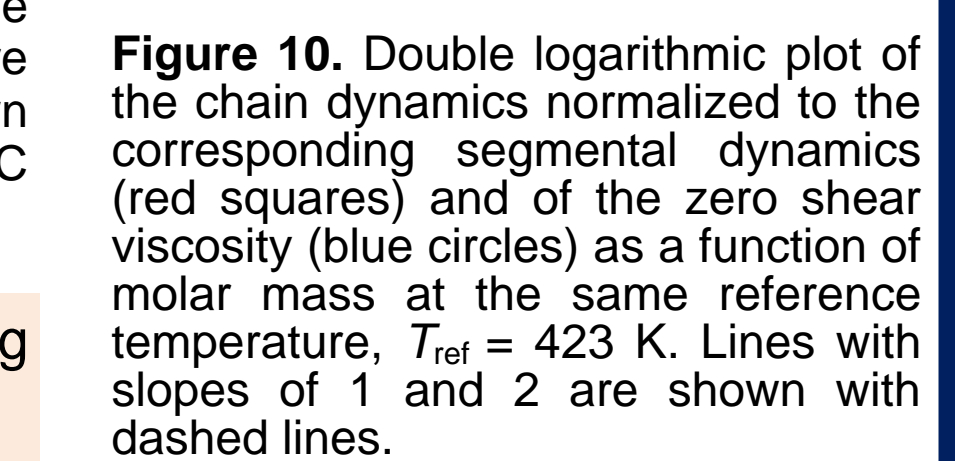 e
re
n
C
g
Figure 10. Double logarithmic plot of
the chain dynamics normalized to the
corresponding segmental dynamics
(red squares) and of the zero shear
viscosity (blue circles) as a function of
molar mass at the same reference
temperature, Tref = 423 K. Lines with
slopes of 1 and 2 are shown with
dashed lines.